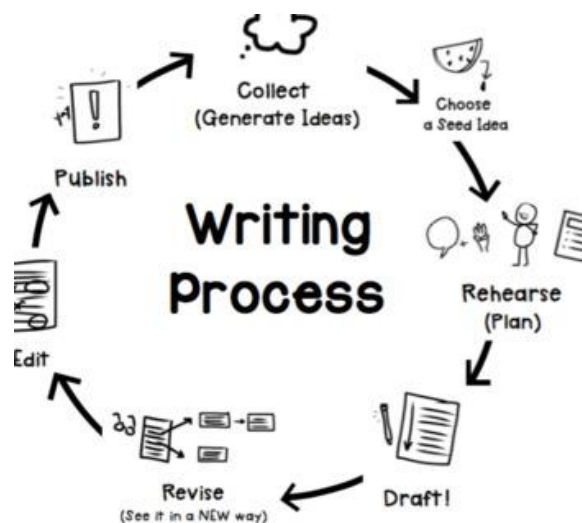 Collect
(Generate Ideas)
Choose
a Seed Idea
Rehearse
(Plan)
Draft!
Revise
(See it in a NEW way)
Edit
Publish
Writing
Process